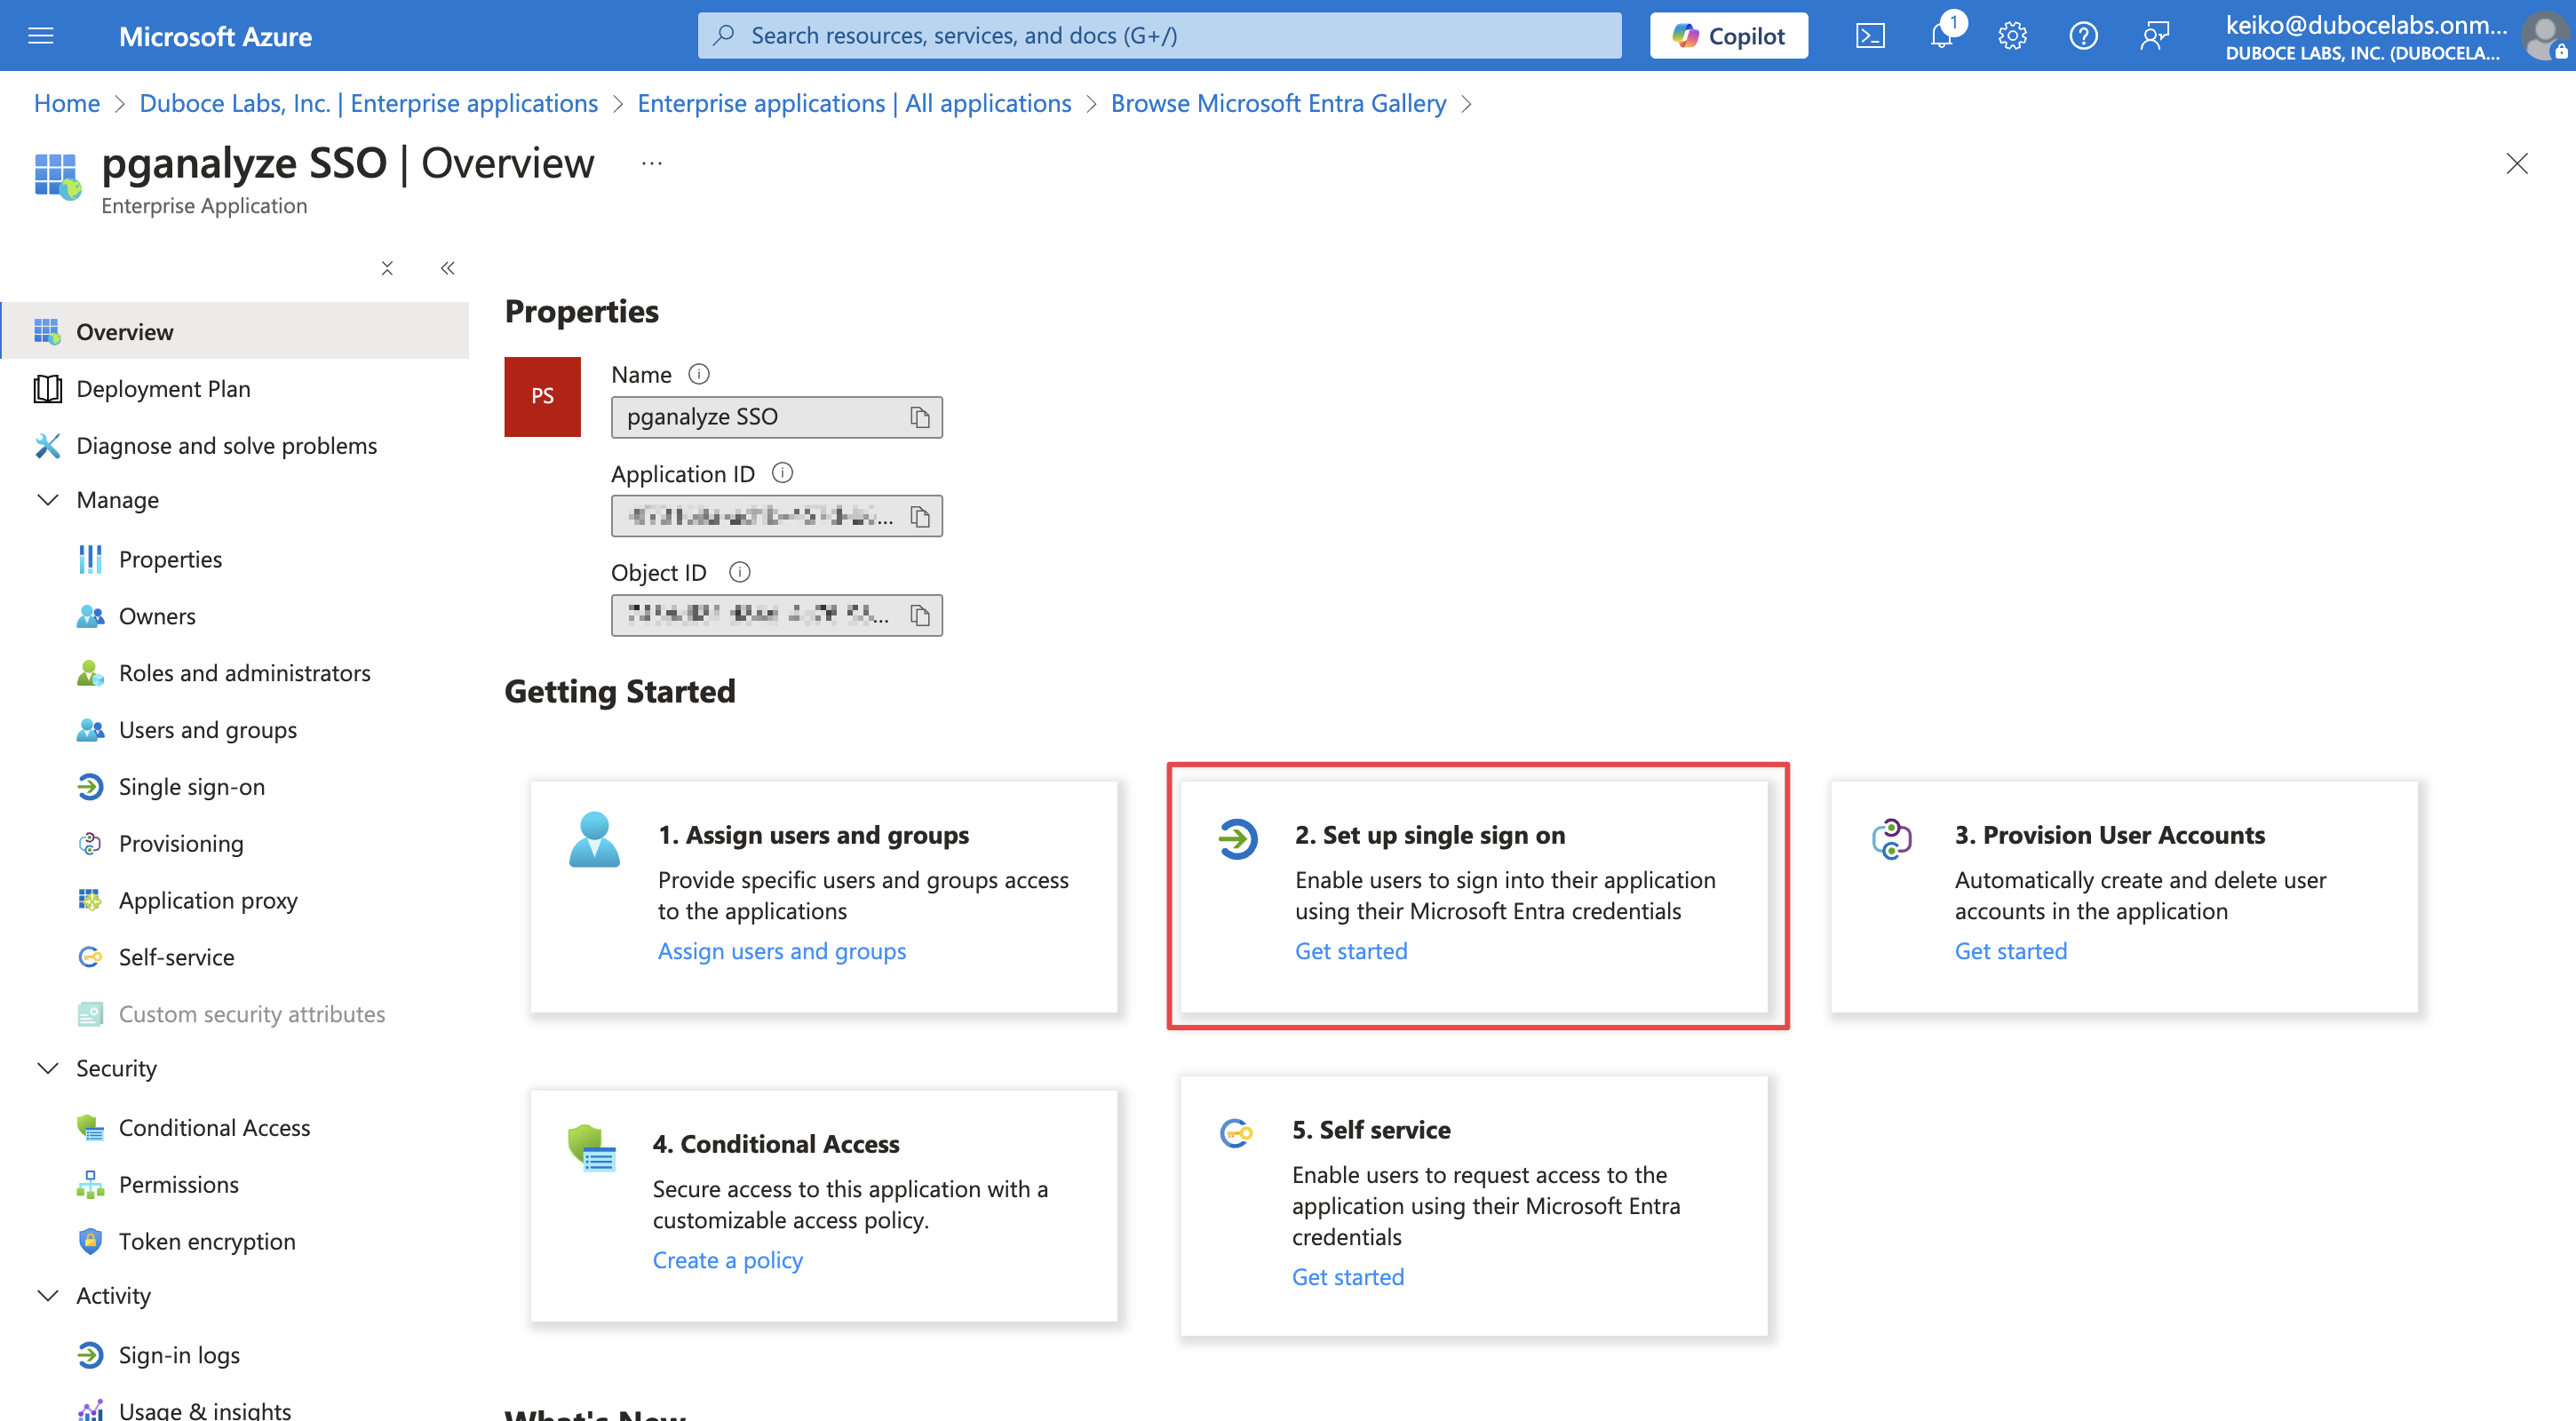 Microsoft Azure
Search resources, services, and docs (G+/)
Copilot
1
keiko@dubocelabs.onm...
DUBOCE LABS, INC. (DUBOCELA...
Home > Duboce Labs, Inc. | Enterprise applications > Enterprise applications | All applications > Browse Microsoft Entra Gallery >
pganalyze SSO | Overview ...
Enterprise Application
Overview
Deployment Plan
Diagnose and solve problems
Manage
Properties
Owners
Roles and administrators
Users and groups
Single sign-on
Provisioning
Application proxy
Self-service
Custom security attributes
Security
Conditional Access
Permissions
Token encryption
Activity
Sign-in logs
Usage & insights
Properties
PS
Name
pganalyze SSO
Application ID
Object ID
Getting Started
1. Assign users and groups
Provide specific users and groups access
to the applications
Assign users and groups
2. Set up single sign on
Enable users to sign into their application
using their Microsoft Entra credentials
Get started
3. Provision User Accounts
Automatically create and delete user
accounts in the application
Get started
4. Conditional Access
Secure access to this application with a
customizable access policy.
Create a policy
5. Self service
Enable users to request access to the
application using their Microsoft Entra
credentials
Get started
What's New